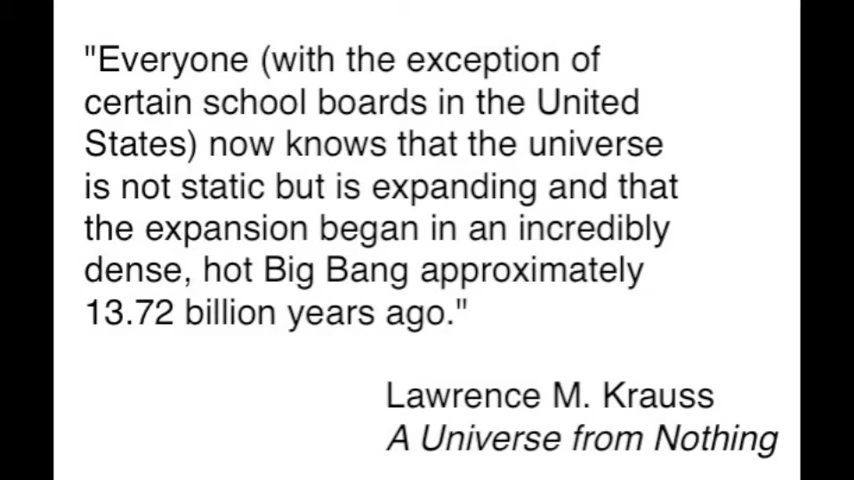 "Everyone (with the exception of
certain school boards in the United
States) now knows that the universe
is not static but is expanding and that
the expansion began in an incredibly
dense, hot Big Bang approximately
13.72 billion years ago."
Lawrence M. Krauss
A Universe from Nothing